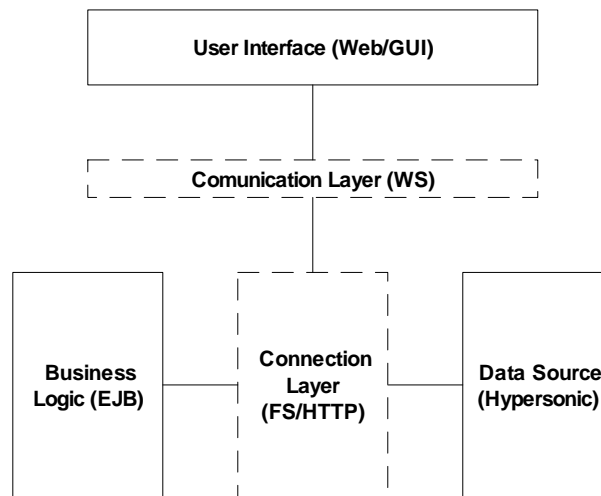 User Interface (Web/GUI)
Comunication Layer (WS)
Business
Logic (EJB)
Connection
Layer
(FS/HTTP)
Data Source
(Hypersonic)